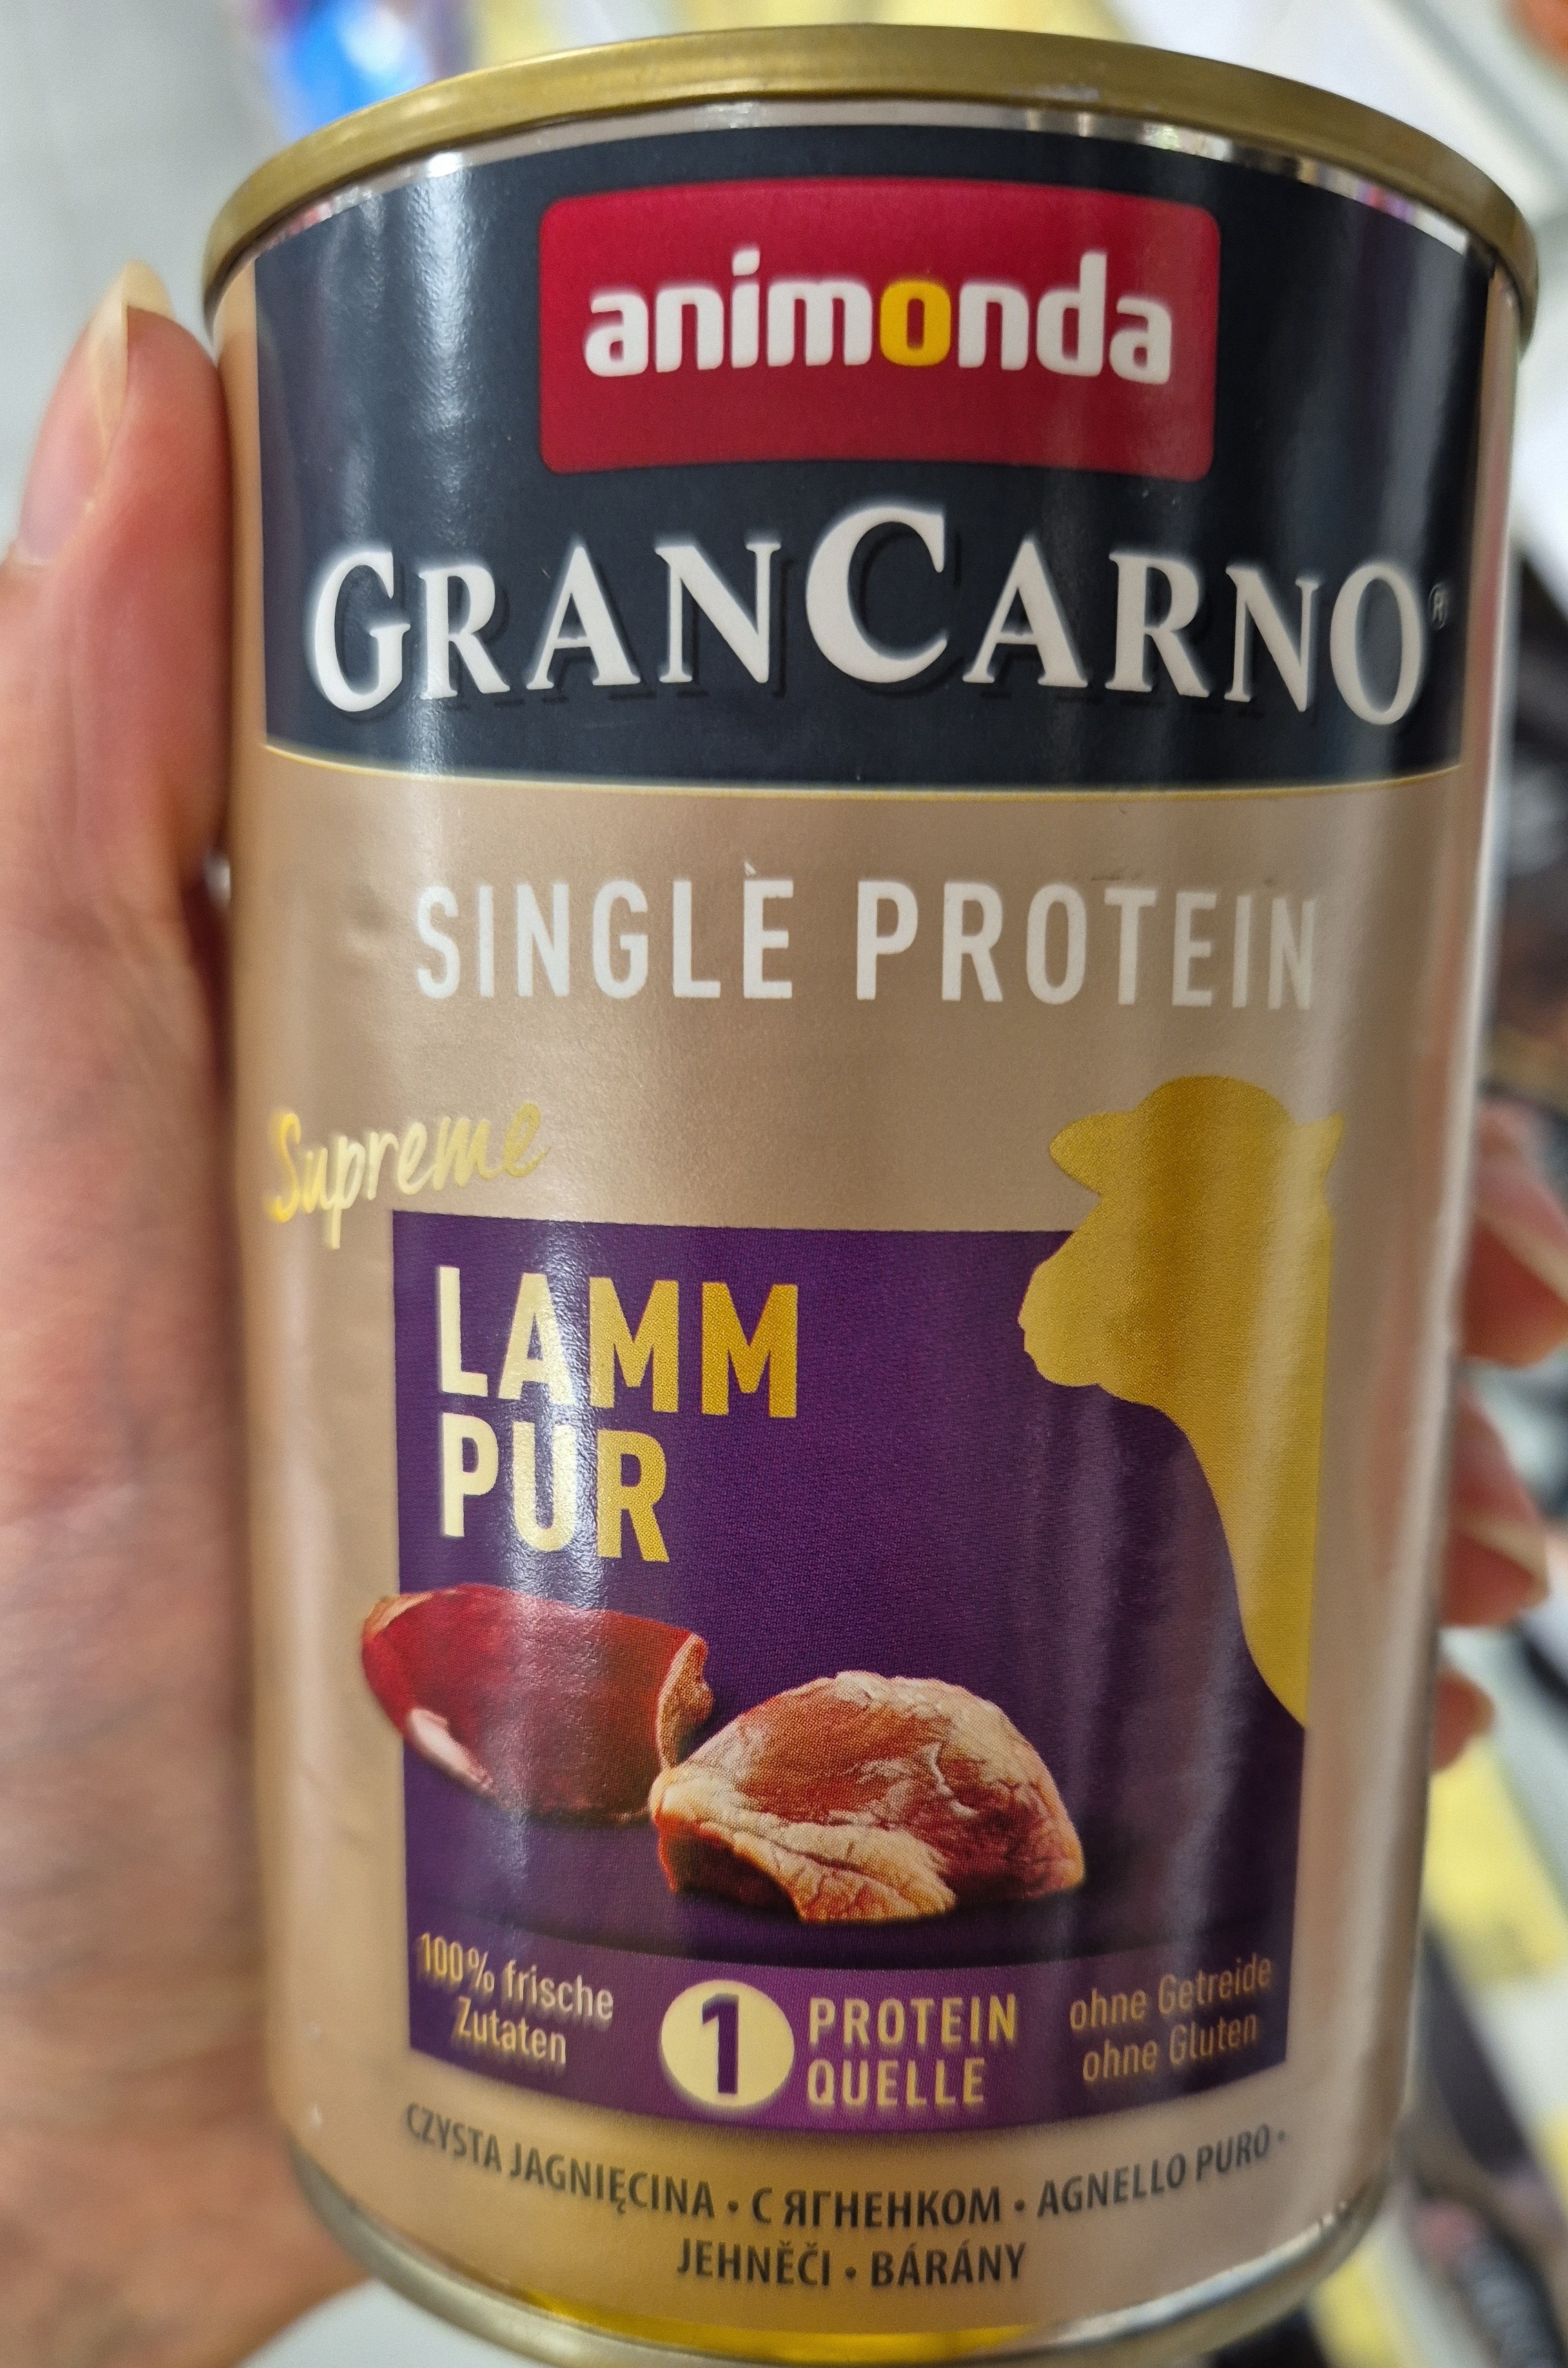 animonda
GRANCARNO®
SINGLE PROTEIN
Supreme
LAMM
PUR
100% frische
Zutaten
1
PROTEIN
QUELLE
ohne Getreide
ohne Gluten
CZYSTA JAGNIĘCINA • С ЯГНЕНКОМ • AGNELLO PURO •
JEHNĚČI • BÁRÁNY